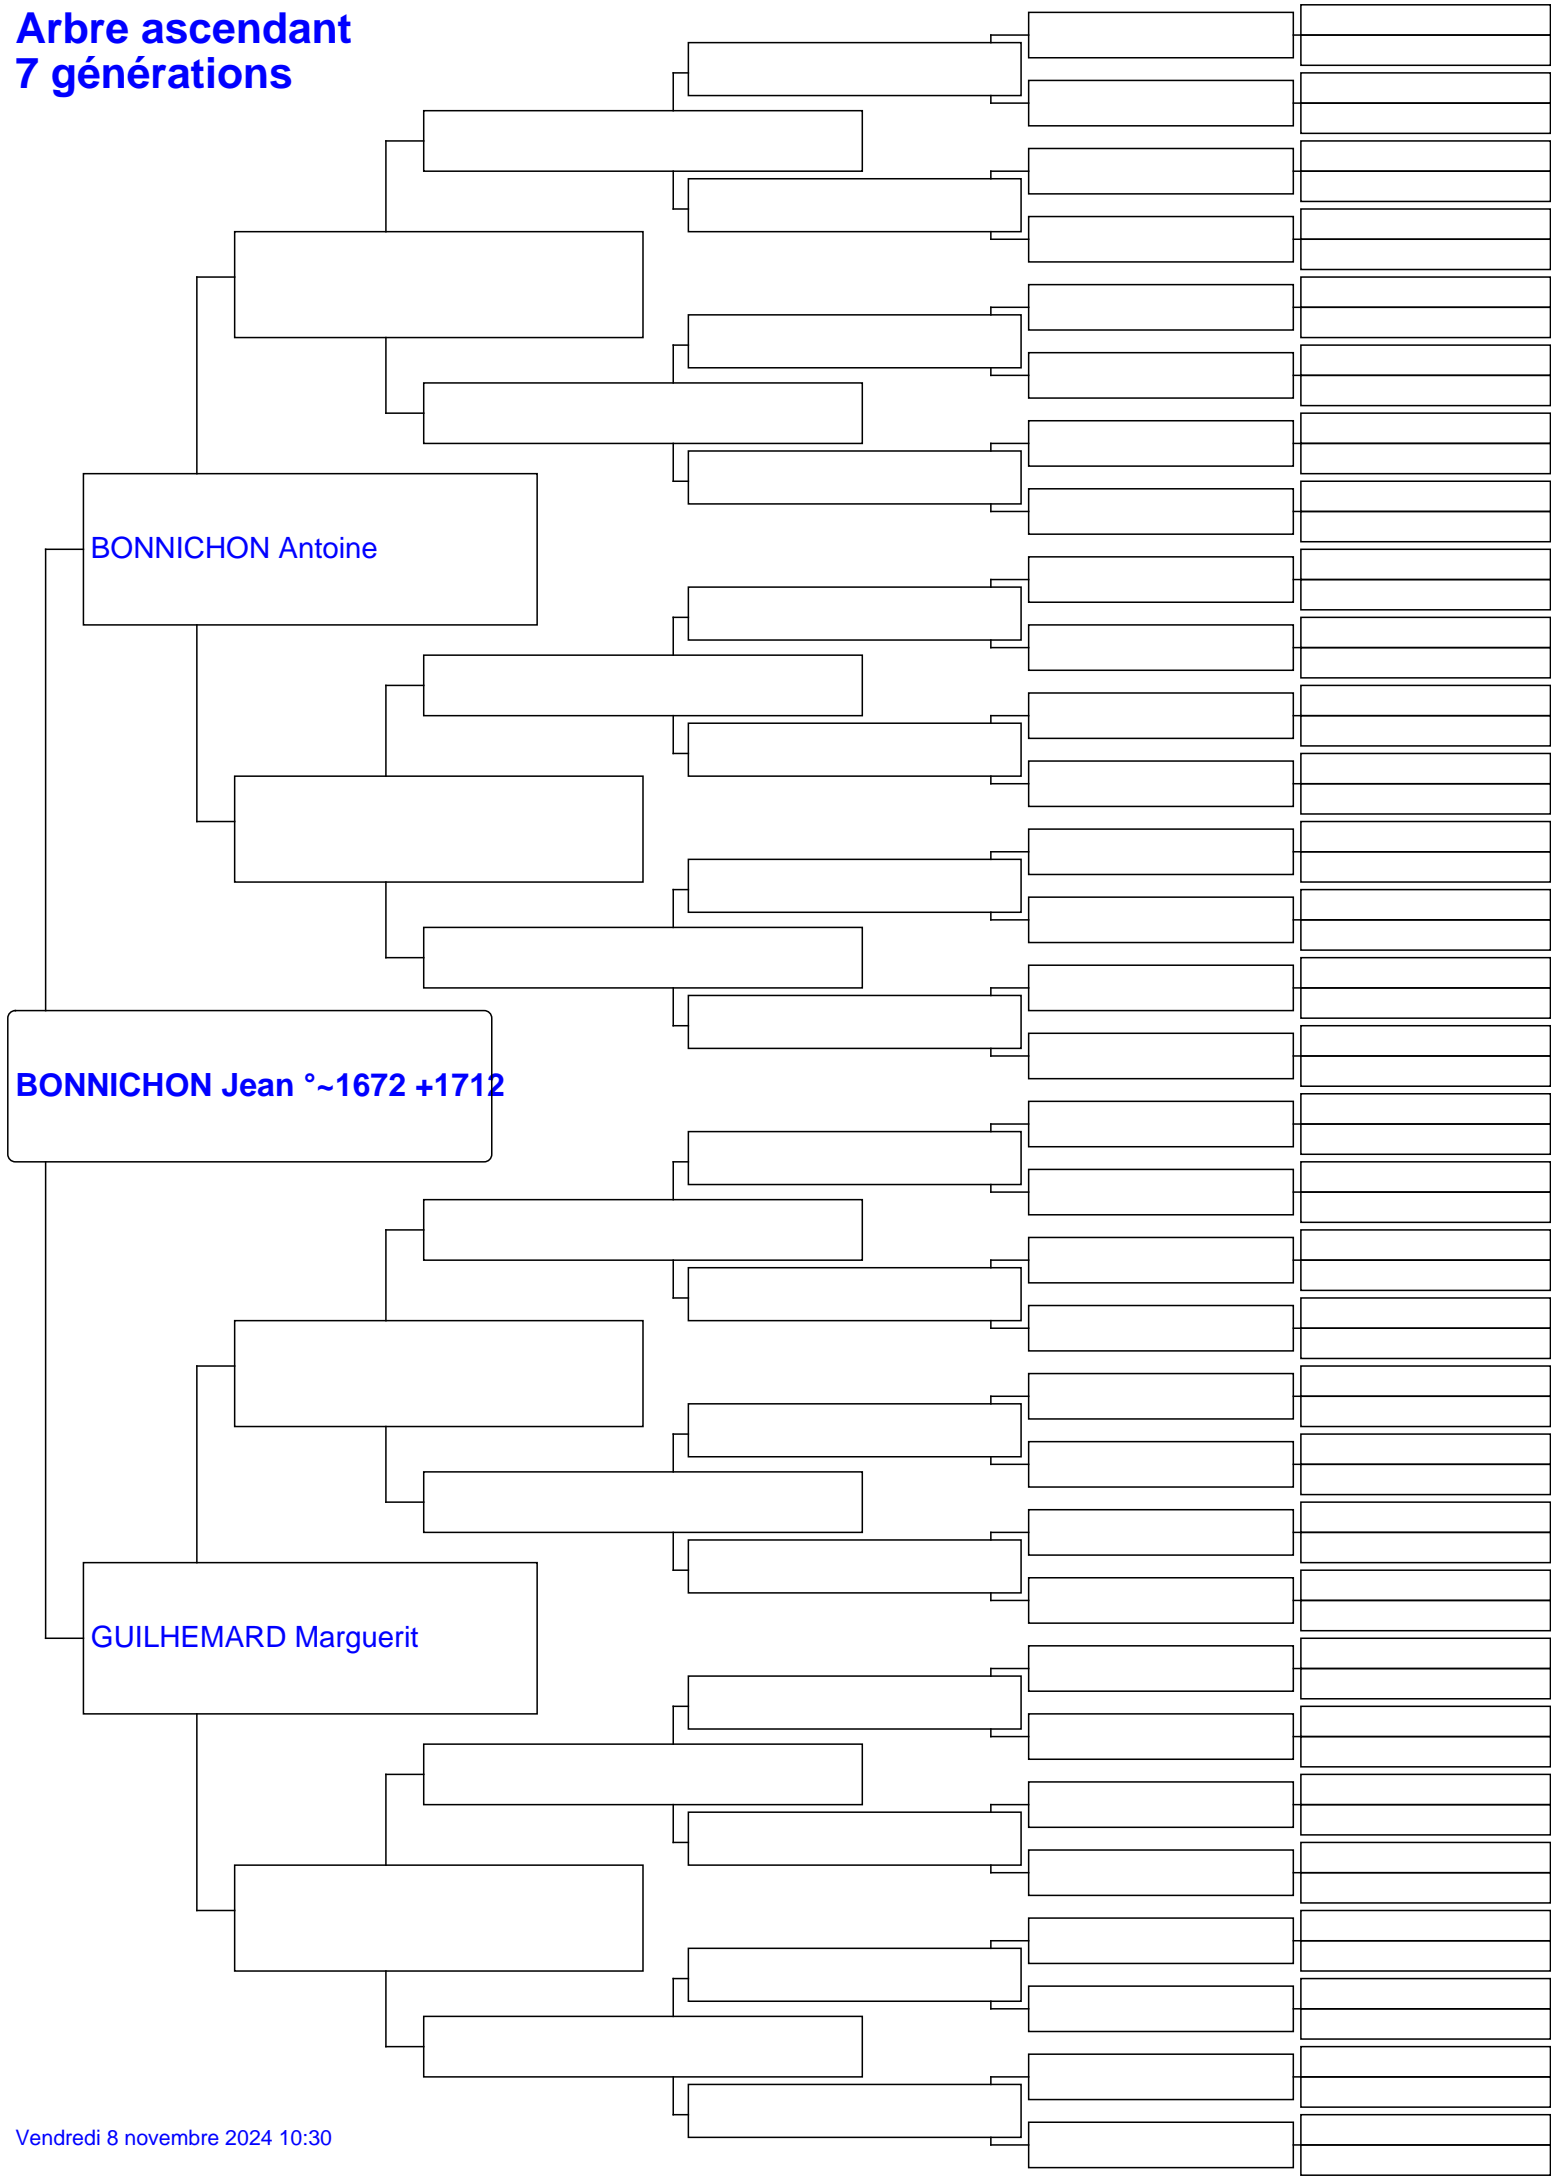 Arbre ascendant
7 générations
BONNICHON Antoine
BONNICHON Jean °~1672 +1712
GUILHEMARD Marguerit
Vendredi 8 novembre 2024 10:30